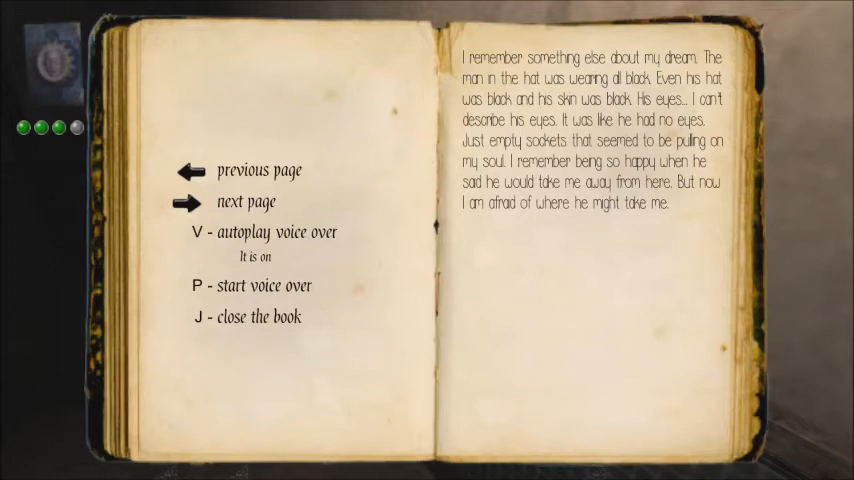 previous page
next page
V - autoplay voice over
It is on
P - start voice over
J - close the book
I remember something else about my dream. The
man in the hat was wearing all black. Even his hat
was black and his skin was black. His eyes... I can't
describe his eyes. It was like he had no eyes.
Just empty sockets that seemed to be pulling on
my soul. I remember being so happy when he
said he would take me away from here. But now
I am afraid of where he might take me.